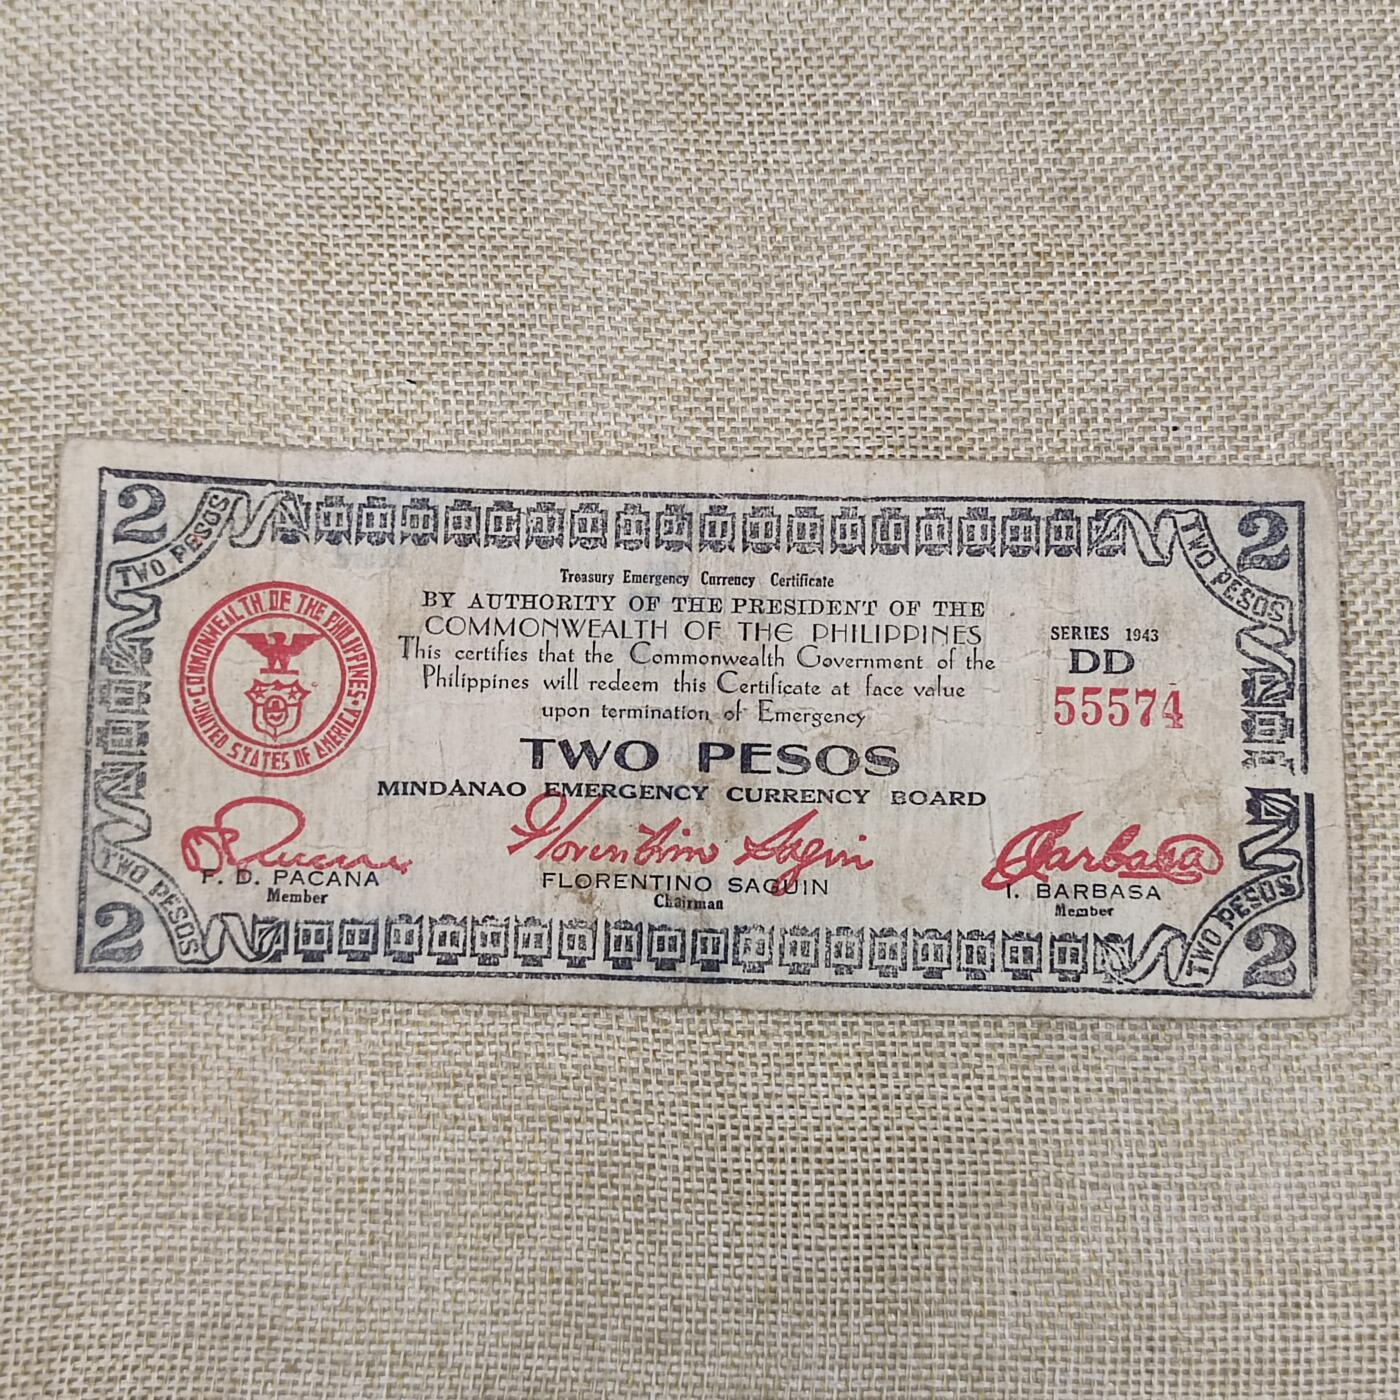 2 2
TWO PESOS TWO PESOS
Treasury Emergency Currency Certificate
BY AUTHORITY OF THE PRESIDENT OF THE
COMMONWEALTH OF THE PHILIPPINES
This certifies that the Commonwealth Government of the
Philippines will redeem this Certificate at face value
upon termination of Emergency
SERIES 1943
DD
55574
COMMONWEALTH OF THE PHILIPPINES
UNITED STATES OF AMERICA
TWO PESOS
MINDANAO EMERGENCY CURRENCY BOARD
Florentino Saguin
Barbasa
F. D. PACANA
Member
FLORENTINO SAGUIN
Chairman
I. BARBASA
Member
TWO PESOS TWO PESOS
2 2